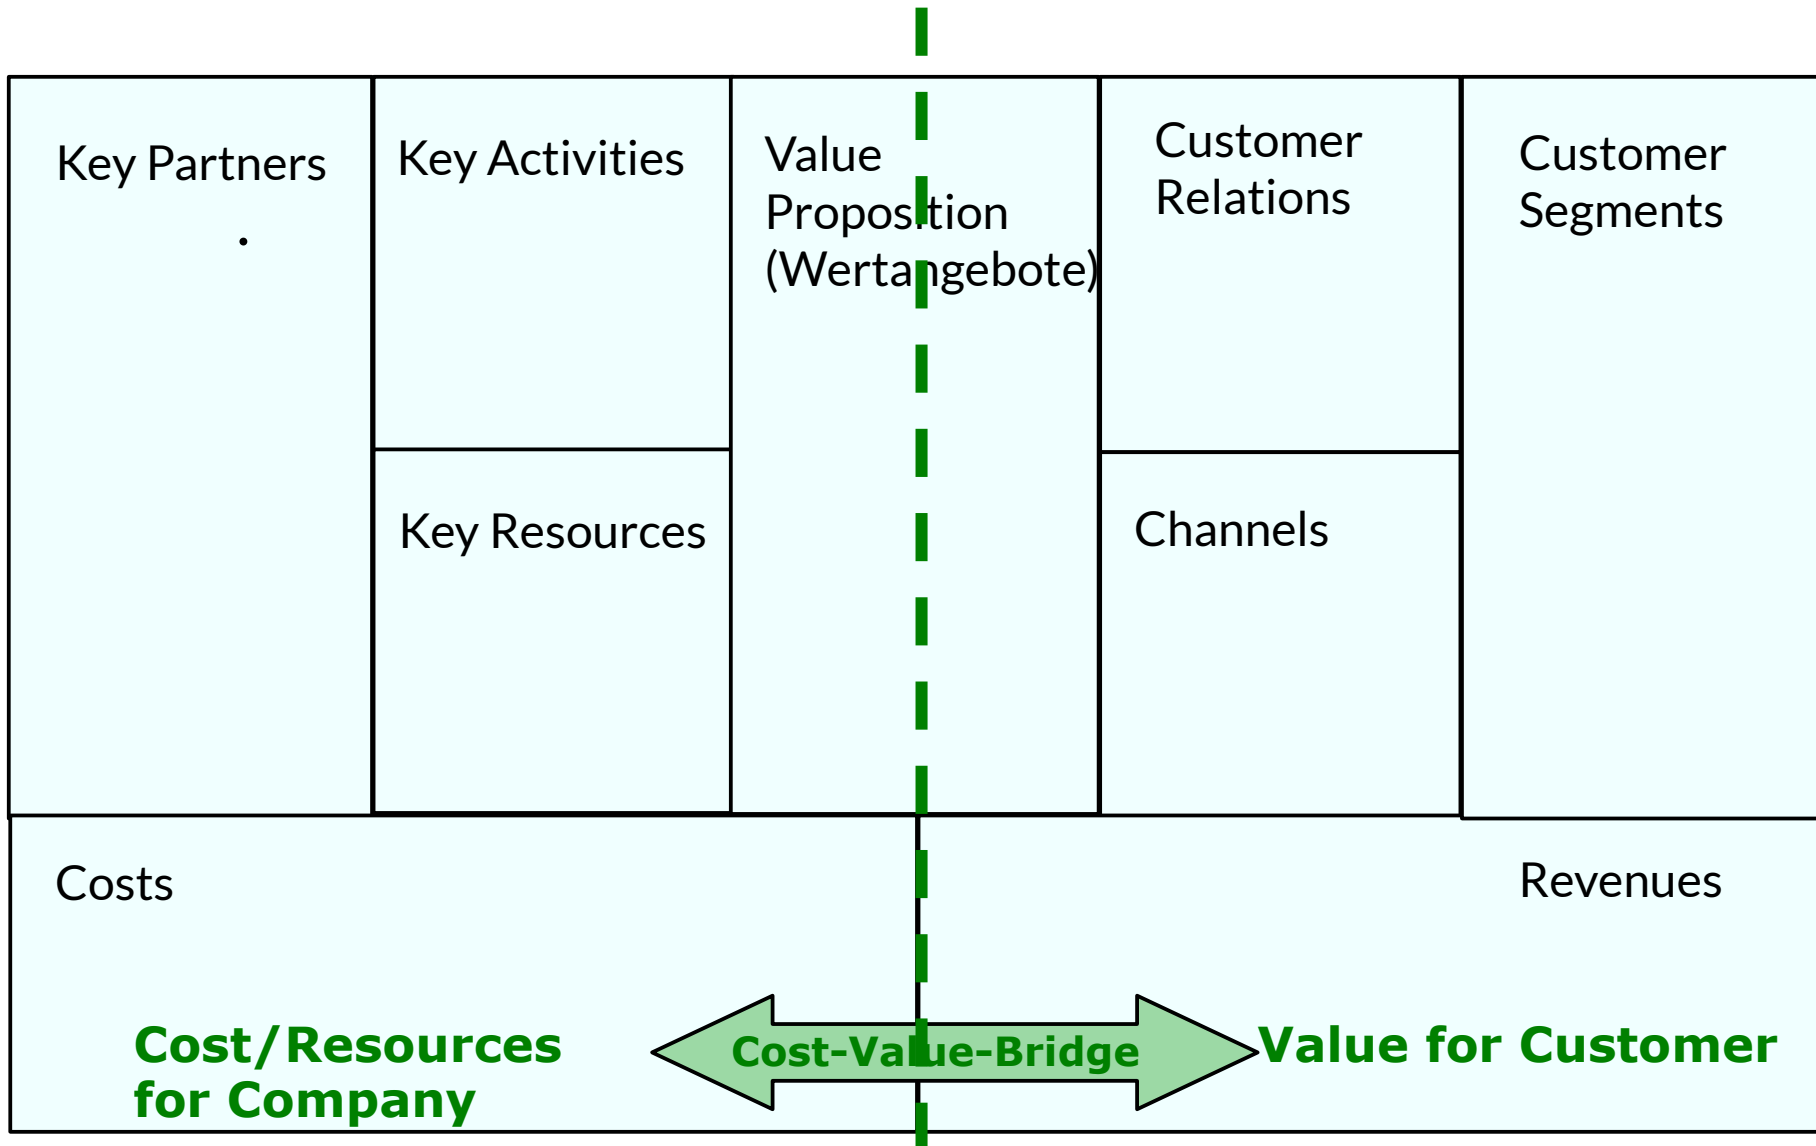 Key Partners
.
Key Activities
Key Resources
Value
Proposition
(Wertangebote)
Customer
Relations
Channels
Customer
Segments
Costs
Revenues
Cost/Resources
for Company
Cost-Value-Bridge
Value for Customer